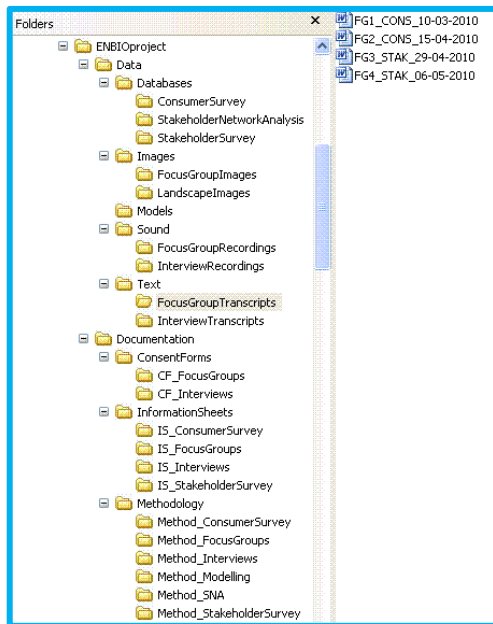 Folders
ENBIOproject
Data
Databases
ConsumerSurvey
StakeholderNetworkAnalysis
StakeholderSurvey
Images
FocusGroupImages
LandscapeImages
Models
Sound
FocusGroupRecordings
InterviewRecordings
Text
FocusGroupTranscripts
InterviewTranscripts
Documentation
ConsentForms
CF_FocusGroups
CF_Interviews
InformationSheets
IS_ConsumerSurvey
IS_FocusGroups
IS_Interviews
IS_StakeholderSurvey
Methodology
Method_ConsumerSurvey
Method_FocusGroups
Method_Interviews
Method_Modelling
Method_SNA
Method_StakeholderSurvey
FG1_CONS_10-03-2010
FG2_CONS_15-04-2010
FG3_STAK_29-04-2010
FG4_STAK_06-05-2010